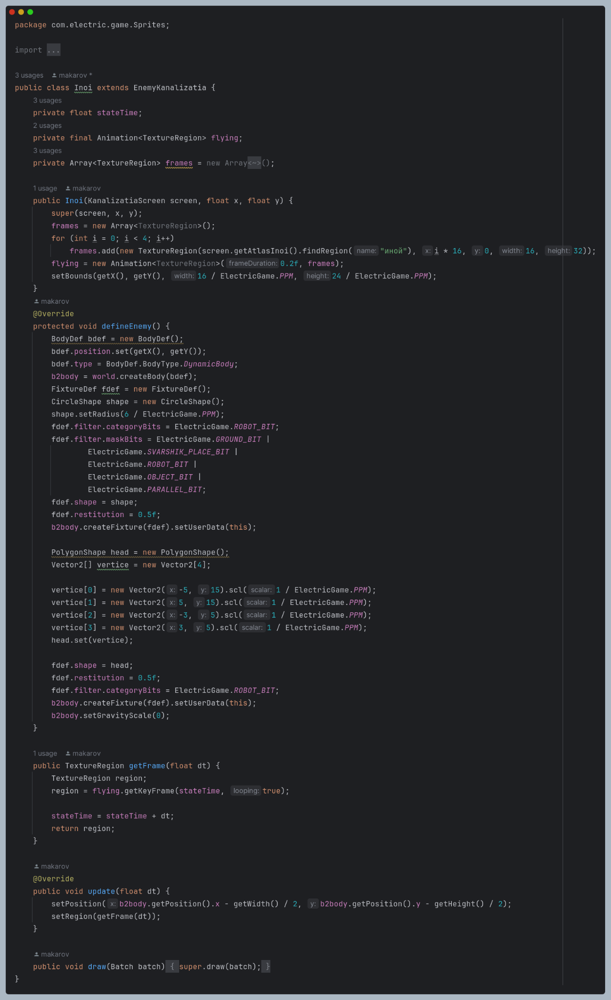 package com.electric.game.Sprites;
import ...
3 usages makarov *
public class Inoi extends EnemyKanalizatia {
3 usages
private float stateTime;
2 usages
private final Animation<TextureRegion> flying;
3 usages
private Array<TextureRegion> frames = new Array<~>();
1 usage makarov
public Inoi(KanalizatiaScreen screen, float x, float y) {
super(screen, x, y);
frames = new Array<TextureRegion>();
for (int i = 0; i < 4; i++)
frames.add(new TextureRegion(screen.getAtlasInoi().findRegion( name: "иной"), x: i * 16, y: 0, width: 16, height: 32));
flying = new Animation<TextureRegion>( frameDuration: 0.2f, frames);
setBounds(getX(), getY(), width: 16 / ElectricGame.PPM, height: 24 / ElectricGame.PPM);
}
makarov
@Override
protected void defineEnemy() {
BodyDef bdef = new BodyDef();
bdef.position.set(getX(), getY());
bdef.type = BodyDef.BodyType.DynamicBody;
b2body = world.createBody(bdef);
FixtureDef fdef = new FixtureDef();
CircleShape shape = new CircleShape();
shape.setRadius(6 / ElectricGame.PPM);
fdef.filter.categoryBits = ElectricGame.ROBOT_BIT;
fdef.filter.maskBits = ElectricGame.GROUND_BIT |
ElectricGame.SVARSHIK_PLACE_BIT |
ElectricGame.ROBOT_BIT |
ElectricGame.OBJECT_BIT |
ElectricGame.PARALLEL_BIT;
fdef.shape = shape;
fdef.restitution = 0.5f;
b2body.createFixture(fdef).setUserData(this);
PolygonShape head = new PolygonShape();
Vector2[] vertice = new Vector2[4];
vertice[0] = new Vector2( x: -5, y: 15).scl( scalar: 1 / ElectricGame.PPM);
vertice[1] = new Vector2( x: 5, y: 15).scl( scalar: 1 / ElectricGame.PPM);
vertice[2] = new Vector2( x: -3, y: 5).scl( scalar: 1 / ElectricGame.PPM);
vertice[3] = new Vector2( x: 3, y: 5).scl( scalar: 1 / ElectricGame.PPM);
head.set(vertice);
fdef.shape = head;
fdef.restitution = 0.5f;
fdef.filter.categoryBits = ElectricGame.ROBOT_BIT;
b2body.createFixture(fdef).setUserData(this);
b2body.setGravityScale(0);
}
1 usage makarov
public TextureRegion getFrame(float dt) {
TextureRegion region;
region = flying.getKeyFrame(stateTime, looping: true);
stateTime = stateTime + dt;
return region;
}
makarov
@Override
public void update(float dt) {
setPosition( x: b2body.getPosition().x - getWidth() / 2, y: b2body.getPosition().y - getHeight() / 2);
setRegion(getFrame(dt));
}
makarov
public void draw(Batch batch) { super.draw(batch); }
}